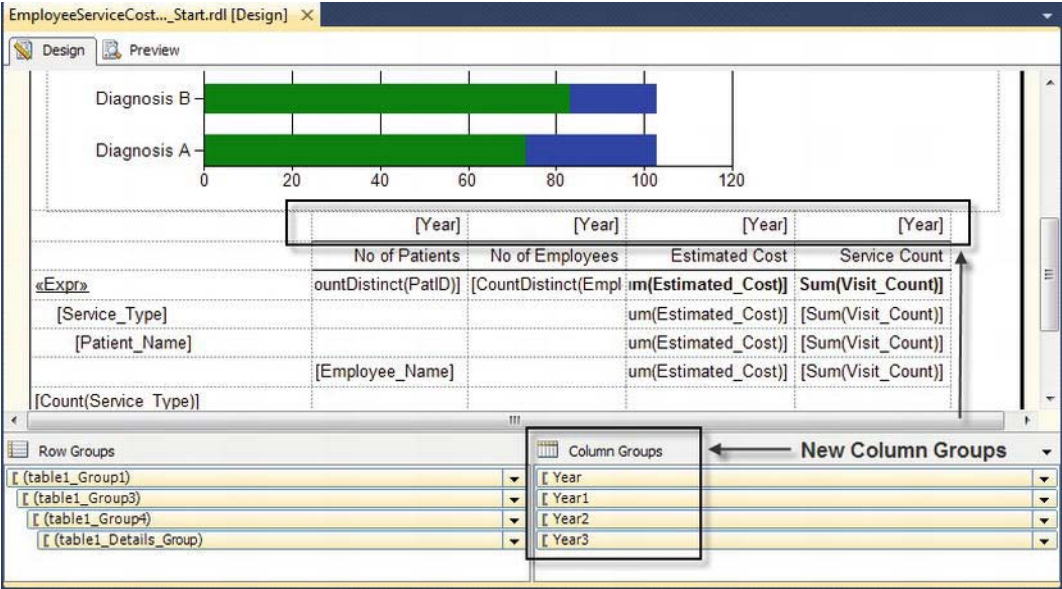 EmployeeServiceCost..._Start.rdl [Design]
Design Preview
Diagnosis B
Diagnosis A
0 20 40 60 80 100 120
[Year] [Year] [Year] [Year]
No of Patients No of Employees Estimated Cost Service Count
«Expr» ountDistinct(PatID)] [CountDistinct(Empl um(Estimated_Cost)] Sum(Visit_Count)]
[Service_Type] um(Estimated_Cost)] [Sum(Visit_Count)]
[Patient_Name] um(Estimated_Cost)] [Sum(Visit_Count)]
[Employee_Name] um(Estimated_Cost)] [Sum(Visit_Count)]
[Count(Service_Type)]
Row Groups Column Groups New Column Groups
[ (table1_Group1) [ Year
[ (table1_Group3) [ Year1
[ (table1_Group4) [ Year2
[ (table1_Details_Group) [ Year3